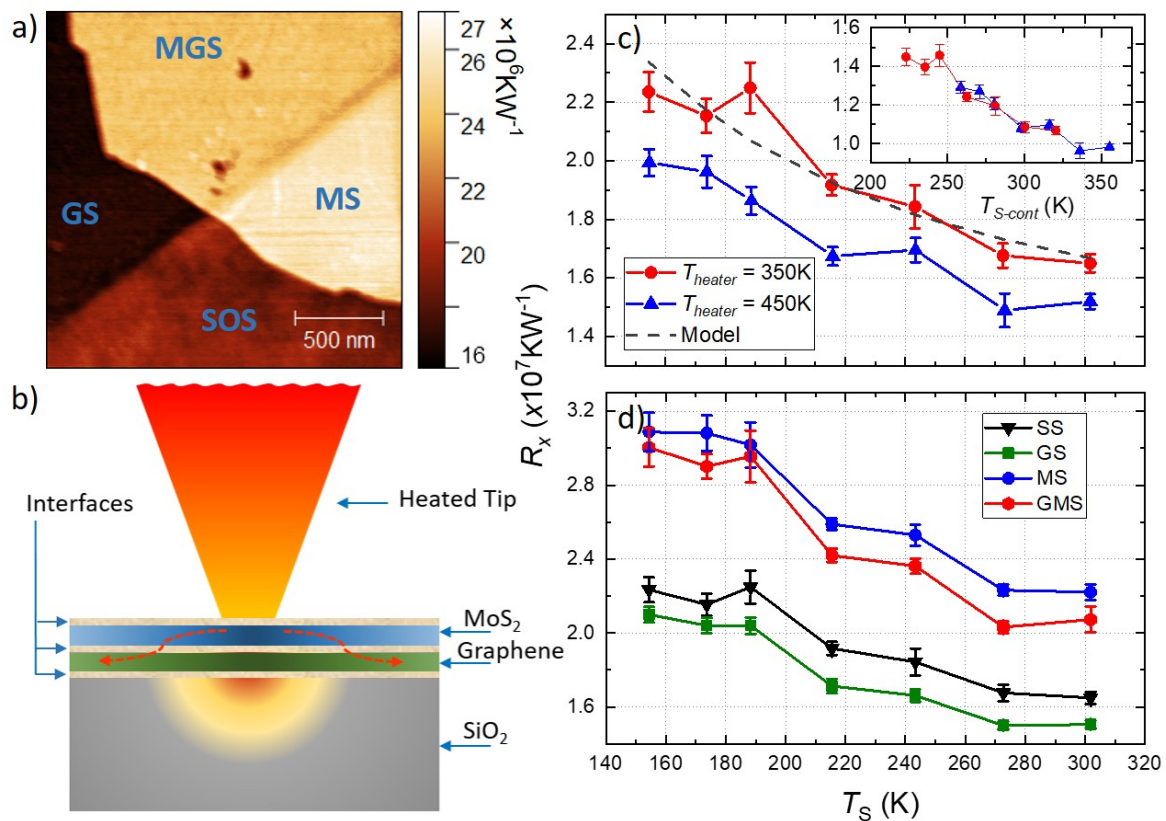 a)
MGS
GS
MS
SOS
500 nm
27
24
22
20
16
×10⁶KW⁻¹
b)
Interfaces
Heated Tip
MoS₂
Graphene
SiO₂
c)
2.4
2.2
2.0
1.8
1.6
1.4
T_heater = 350K
T_heater = 450K
Model
1.4
1.2
1.0
200 250 300 350
T_S-cont (K)
R_x (x10⁷KW⁻¹)
d)
3.2
2.8
2.4
2.0
1.6
SS
GS
MS
GMS
140 160 180 200 220 240 260 280 300 320
T_S (K)